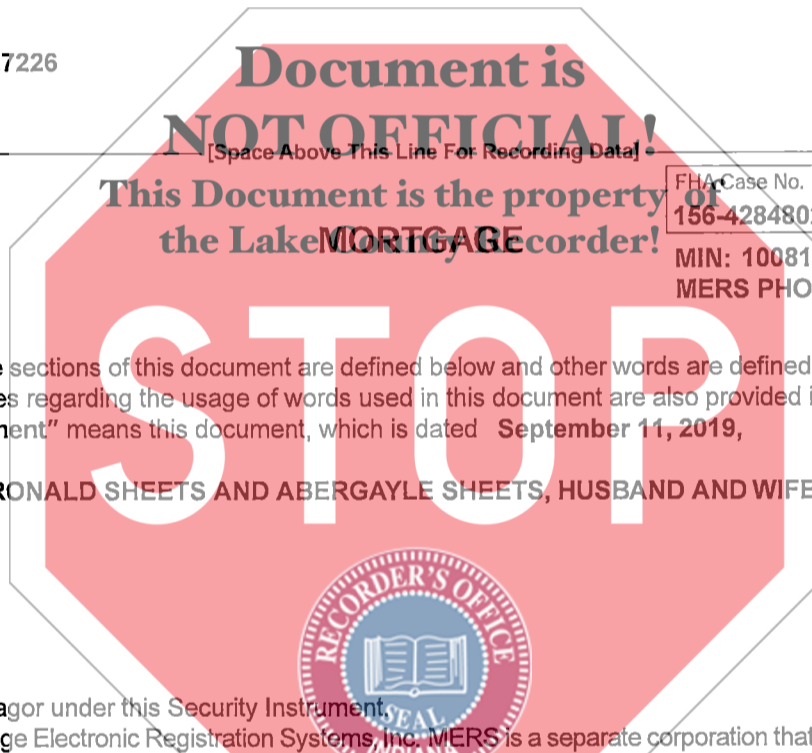 7226
Document is
NOT OFFICIAL!
[Space Above This Line For Recording Data]
This Document is the property of
FHA Case No.
156-428480
the Lake County Recorder!
MORTGAGE
MIN: 10081
MERS PHO
STOP
sections of this document are defined below and other words are defined
es regarding the usage of words used in this document are also provided
ent" means this document, which is dated September 11, 2019,
RONALD SHEETS AND ABERGAYLE SHEETS, HUSBAND AND WIFE
RECORDER'S OFFICE
SEAL
agor under this Security Instrument.
ge Electronic Registration Systems, Inc. MERS is a separate corporation that